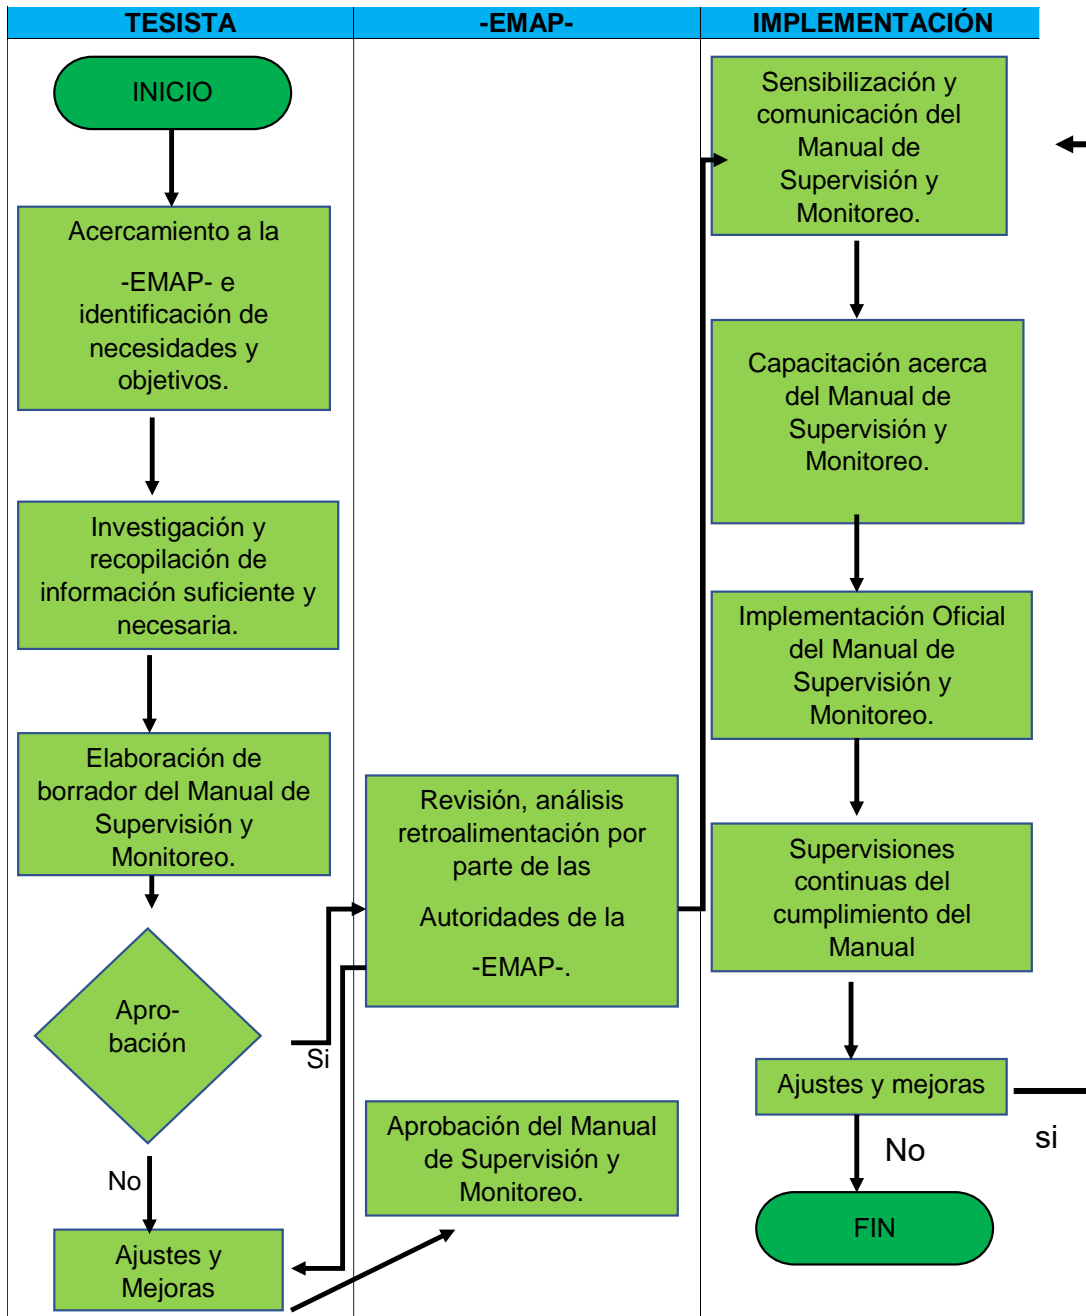 TESISTA
-EMAP-
IMPLEMENTACIÓN
INICIO
Acercamiento a la
-EMAP- e
identificación de
necesidades y
objetivos.
Investigación y
recopilación de
información suficiente y
necesaria.
Elaboración de
borrador del Manual de
Supervisión y
Monitoreo.
Apro-
bación
Si
No
Ajustes y
Mejoras
Revisión, análisis
retroalimentación por
parte de las
Autoridades de la
-EMAP-.
Aprobación del Manual
de Supervisión y
Monitoreo.
Sensibilización y
comunicación del
Manual de
Supervisión y
Monitoreo.
Capacitación acerca
del Manual de
Supervisión y
Monitoreo.
Implementación Oficial
del Manual de
Supervisión y
Monitoreo.
Supervisiones
continuas del
cumplimiento del
Manual
Ajustes y mejoras
si
No
FIN